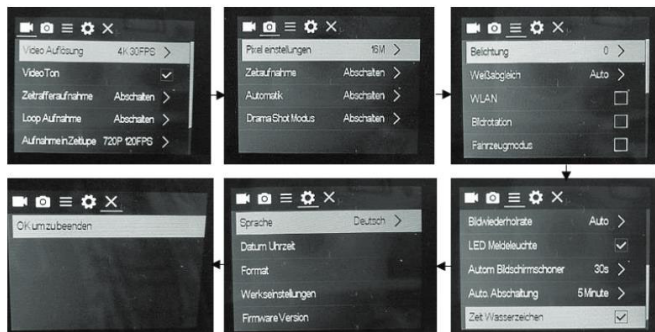 Video Auflösung 4K 30FPS >
Video Ton
Zeitrafferaufnahme Abschalten >
Loop Aufnahme Abschalten >
Aufnahme in Zeitlupe 720P 120FPS >
Pixel einstellungen 16M >
Zeitaufnahme Abschalten >
Automatik Abschalten >
Drama Shot Modus Abschalten >
Belichtung 0 >
Weißabgleich Auto >
WLAN
Bildrotation
Fahrzeugmodus
Bildwiederholrate Auto >
LED Meldeleuchte
Autom Bildschirmschoner 30s >
Auto. Abschaltung 5 Minute >
Zeit Wasserzeichen
Sprache Deutsch >
Datum Uhrzeit
Format
Werkseinstellungen
Firmware Version
OK um zu beenden